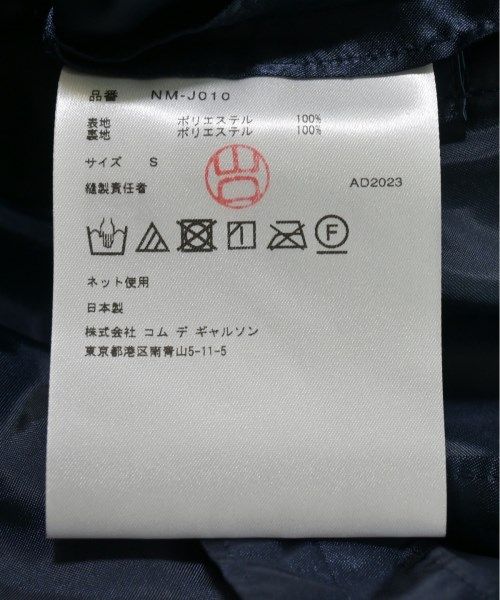 品番 NM-J010
表地 ポリエステル 100%
裏地 ポリエステル 100%
サイズ S
縫製責任者
AD2023
F
ネット使用
日本製
株式会社 コム デ ギャルソン
東京都港区南青山5-11-5